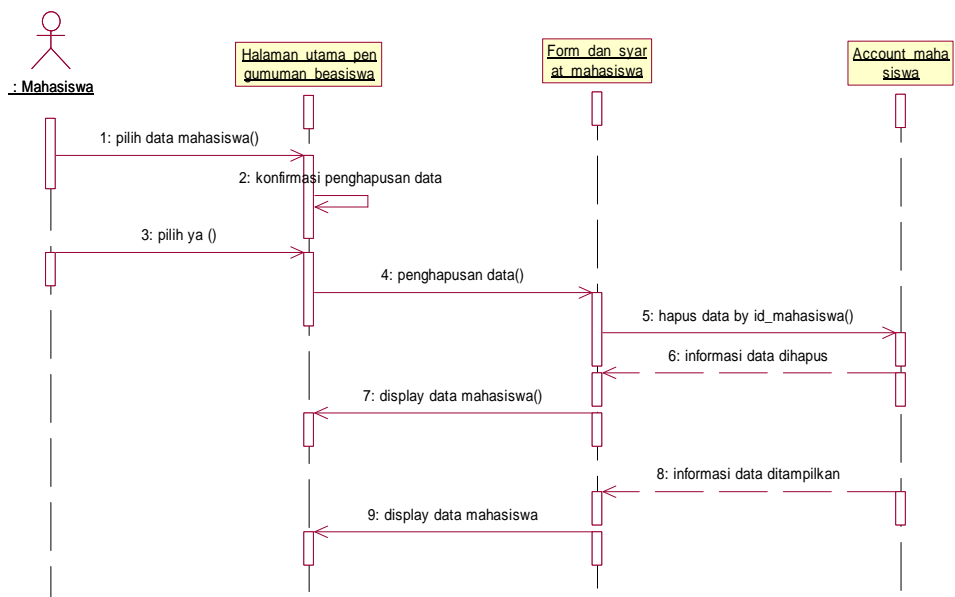 : Mahasiswa
Halaman utama pen
gumuman beasiswa
Form dan syar
at mahasiswa
Account maha
siswa
1: pilih data mahasiswa()
2: konfirmasi penghapusan data
3: pilih ya ()
4: penghapusan data()
5: hapus data by id_mahasiswa()
6: informasi data dihapus
7: display data mahasiswa()
8: informasi data ditampilkan
9: display data mahasiswa